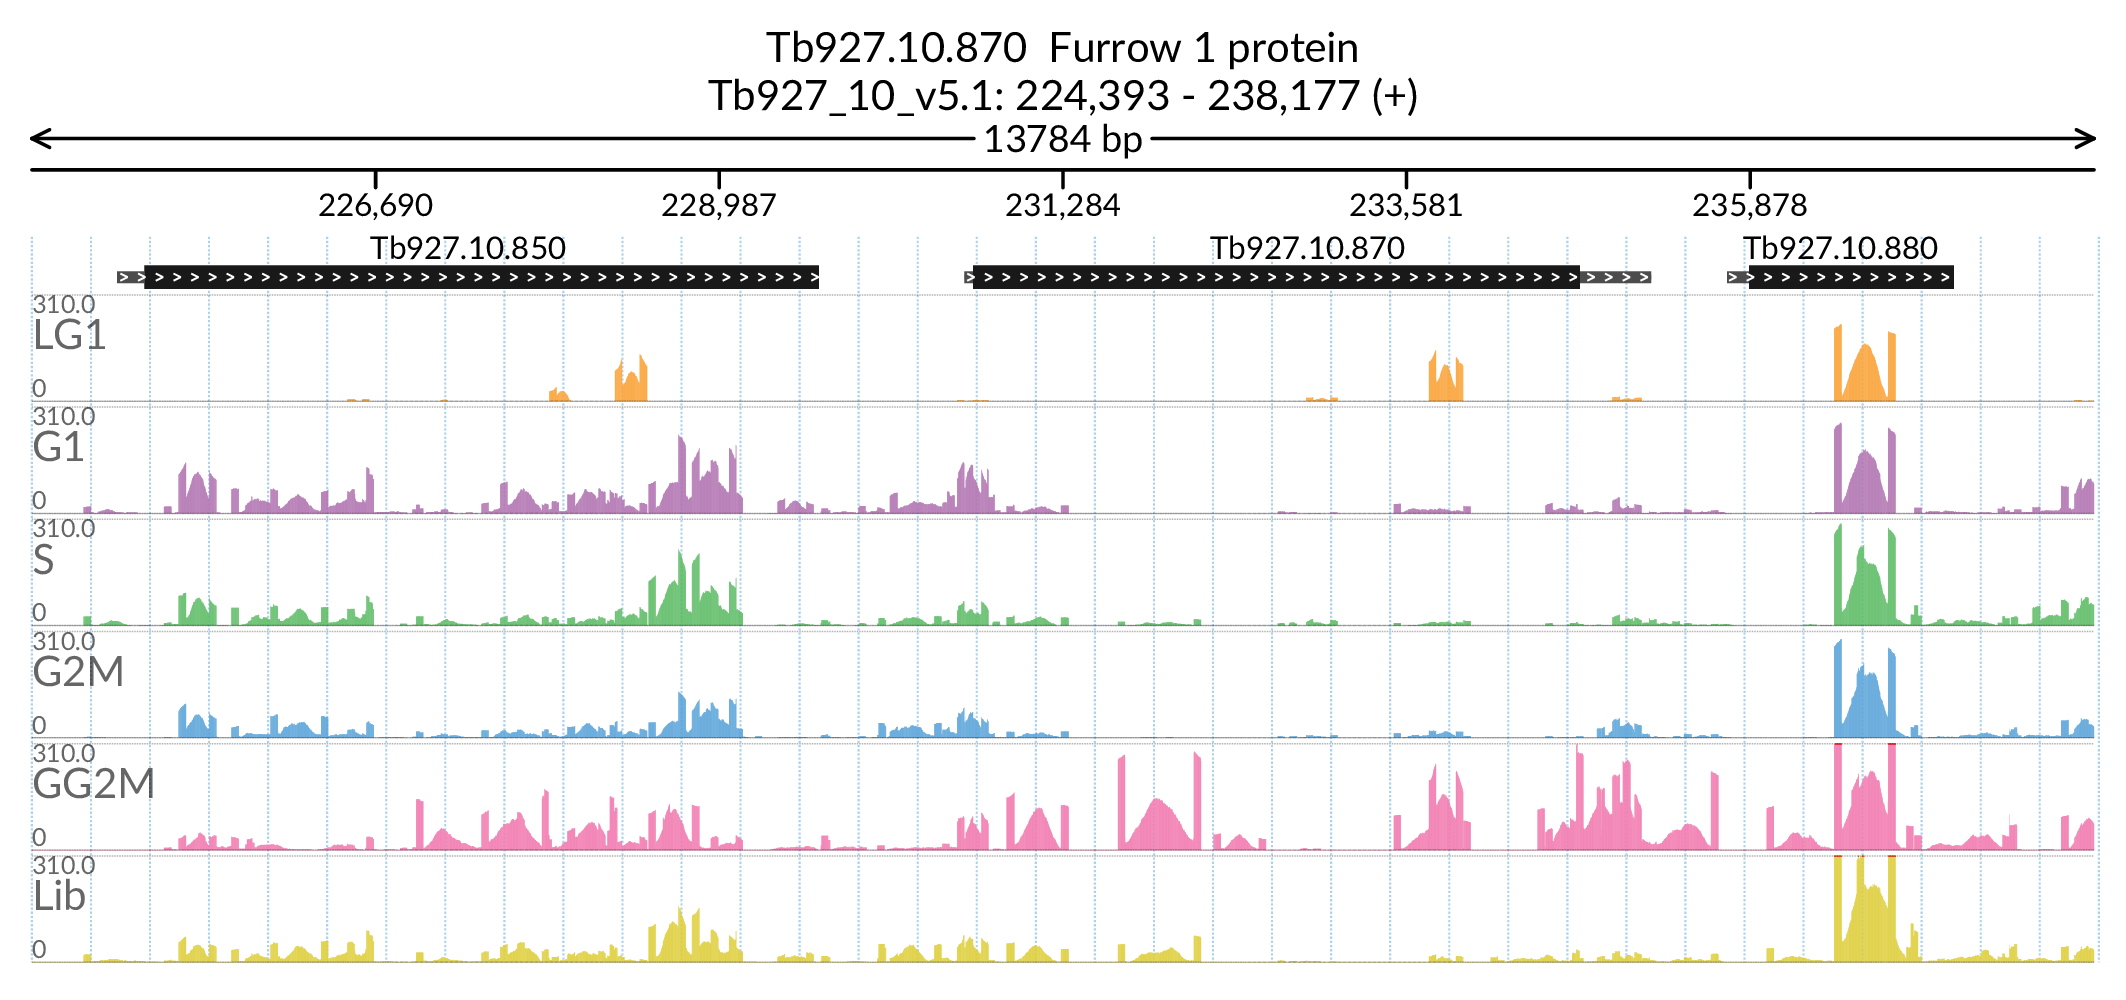 Tb927.10.870 Furrow 1 protein
Tb927_10_v5.1: 224,393 - 238,177 (+)
13784 bp
226,690 228,987 231,284 233,581 235,878
Tb927.10.850 Tb927.10.870 Tb927.10.880
310.0
LG1
0
310.0
G1
0
310.0
S
0
310.0
G2M
0
310.0
GG2M
0
310.0
Lib
0